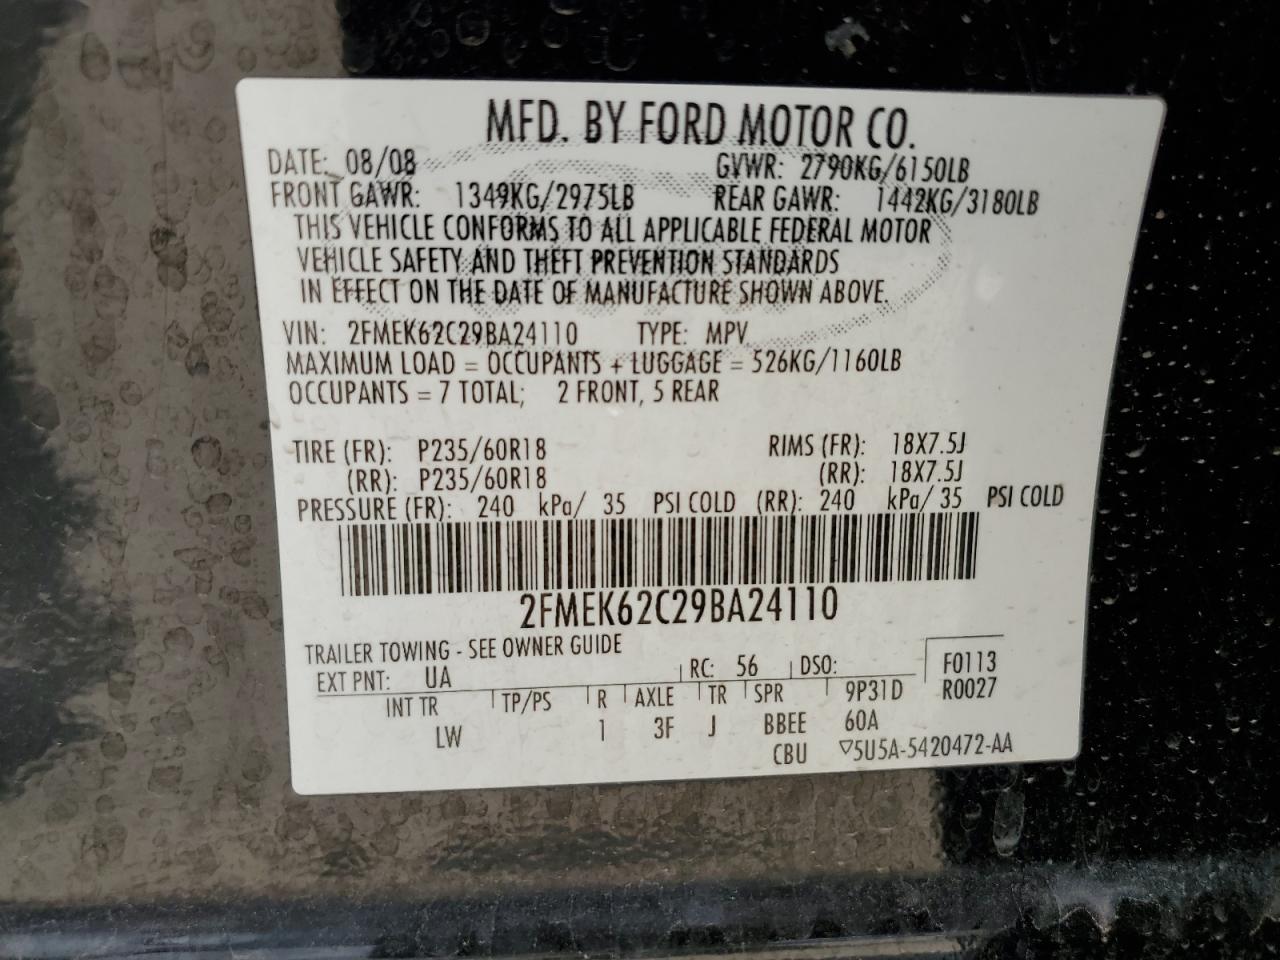 MFD. BY FORD MOTOR CO.
DATE: 08/08 GVWR: 2790KG/6150LB
FRONT GAWR: 1349KG/2975LB REAR GAWR: 1442KG/3180LB
THIS VEHICLE CONFORMS TO ALL APPLICABLE FEDERAL MOTOR
VEHICLE SAFETY AND THEFT PREVENTION STANDARDS
IN EFFECT ON THE DATE OF MANUFACTURE SHOWN ABOVE.
VIN: 2FMEK62C29BA24110 TYPE: MPV
MAXIMUM LOAD = OCCUPANTS + LUGGAGE = 526KG/1160LB
OCCUPANTS = 7 TOTAL; 2 FRONT, 5 REAR
TIRE (FR): P235/60R18 RIMS (FR): 18X7.5J
(RR): P235/60R18 (RR): 18X7.5J
PRESSURE (FR): 240 kPa/ 35 PSI COLD (RR): 240 kPa/ 35 PSI COLD
2FMEK62C29BA24110
TRAILER TOWING - SEE OWNER GUIDE
EXT PNT: UA RC: 56 DSO: F0113
INT TR TP/PS R AXLE TR SPR 9P31D R0027
LW 1 3F J BBEE 60A
CBU ▽5U5A-5420472-AA